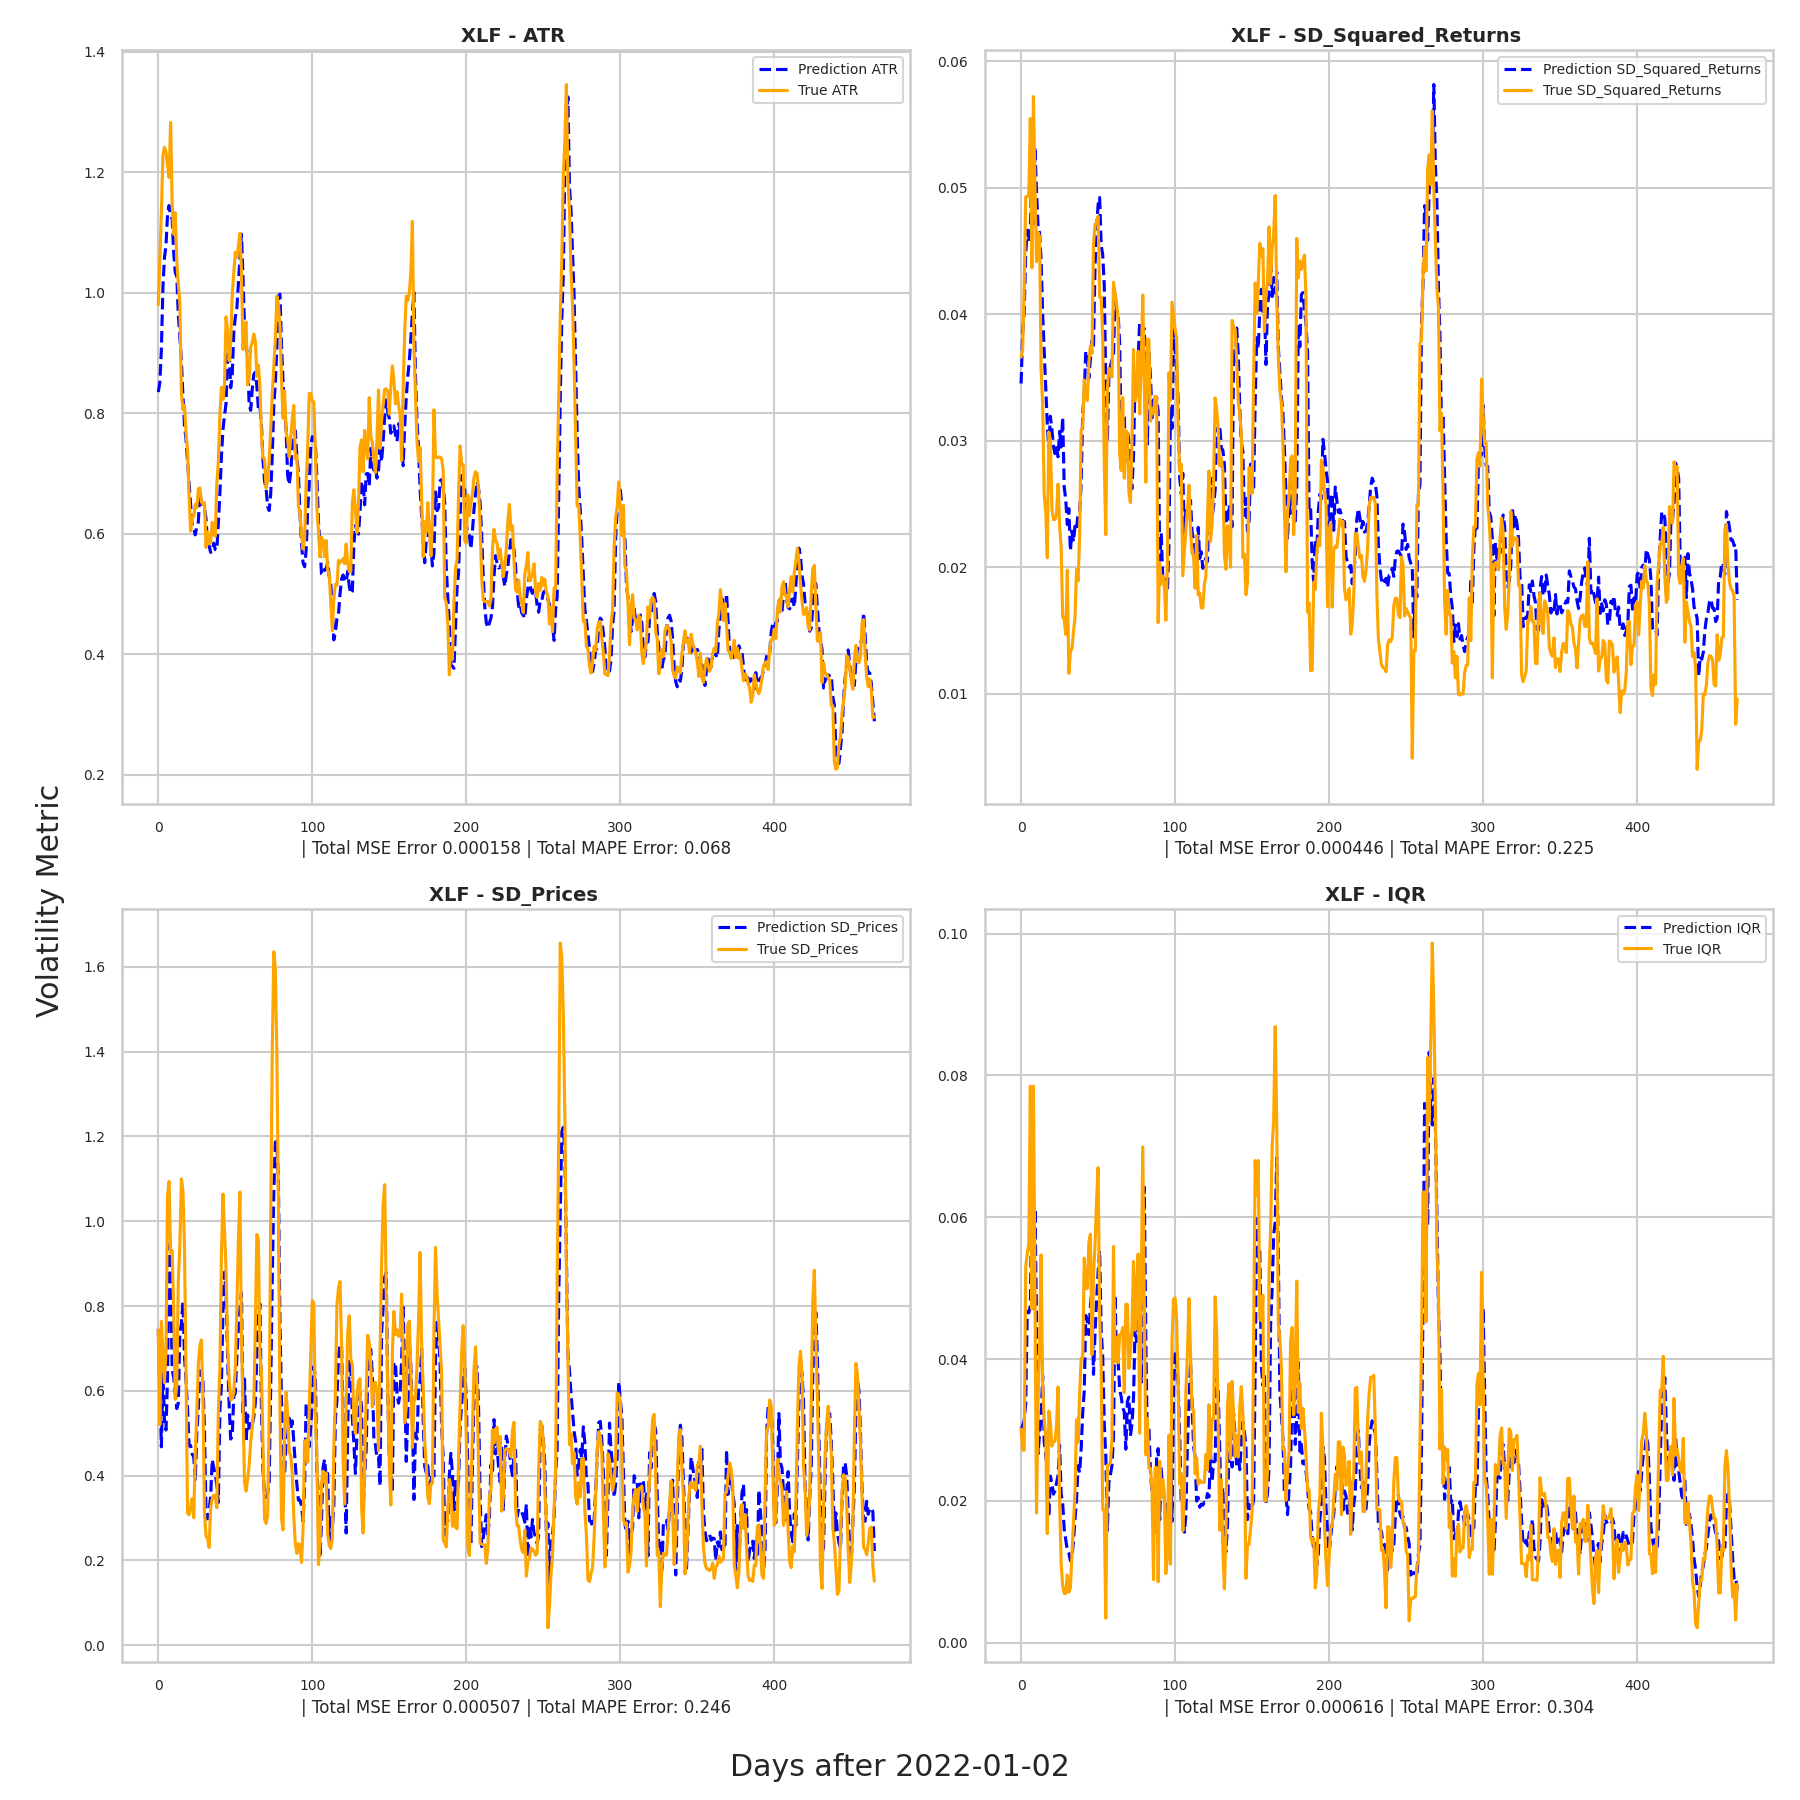 XLF - ATR
Prediction ATR
True ATR
1.4
1.2
1.0
0.8
0.6
0.4
0.2
0 100 200 300 400
| Total MSE Error 0.000158 | Total MAPE Error: 0.068
XLF - SD_Squared_Returns
Prediction SD_Squared_Returns
True SD_Squared_Returns
0.06
0.05
0.04
0.03
0.02
0.01
0 100 200 300 400
| Total MSE Error 0.000446 | Total MAPE Error: 0.225
Volatility Metric
XLF - SD_Prices
Prediction SD_Prices
True SD_Prices
1.6
1.4
1.2
1.0
0.8
0.6
0.4
0.2
0.0
0 100 200 300 400
| Total MSE Error 0.000507 | Total MAPE Error: 0.246
XLF - IQR
Prediction IQR
True IQR
0.10
0.08
0.06
0.04
0.02
0.00
0 100 200 300 400
| Total MSE Error 0.000616 | Total MAPE Error: 0.304
Days after 2022-01-02